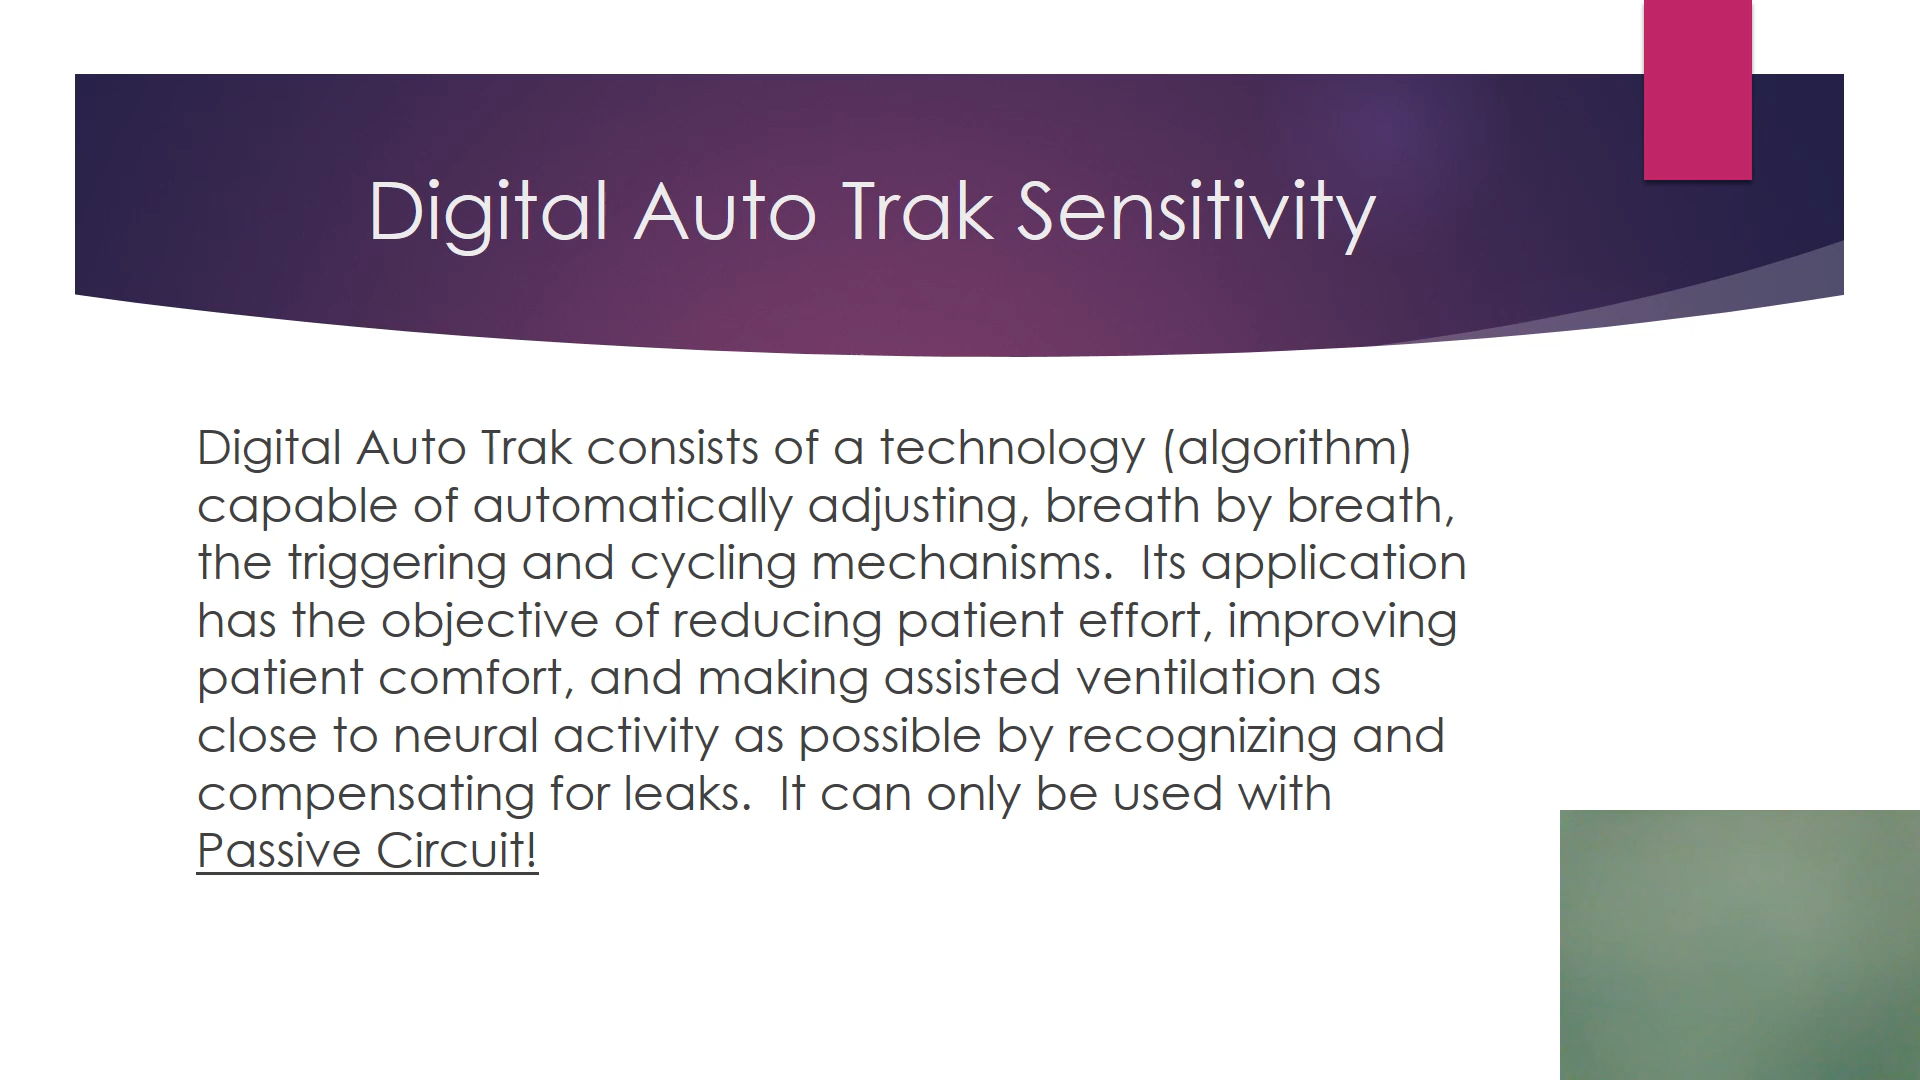 Digital Auto Trak Sensitivity
Digital Auto Trak consists of a technology (algorithm)
capable of automatically adjusting, breath by breath,
the triggering and cycling mechanisms.  Its application
has the objective of reducing patient effort, improving
patient comfort, and making assisted ventilation as
close to neural activity as possible by recognizing and
compensating for leaks.  It can only be used with
Passive Circuit!